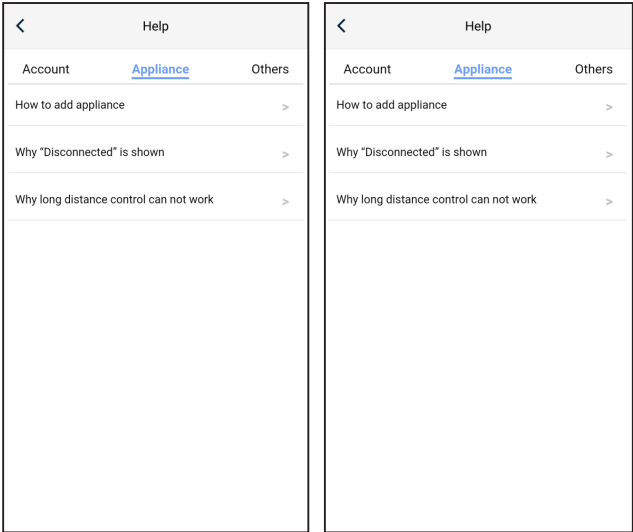 Help
Account Appliance Others
How to add appliance >
Why “Disconnected” is shown >
Why long distance control can not work >
Help
Account Appliance Others
How to add appliance >
Why “Disconnected” is shown >
Why long distance control can not work >